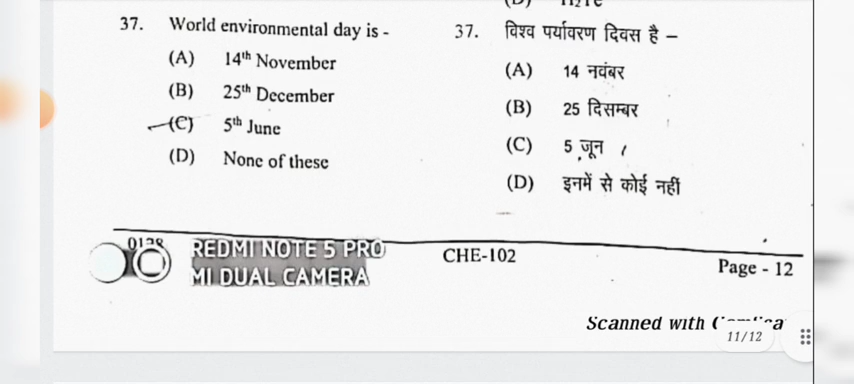 37. World environmental day is -
(A) 14th November
(B) 25th December
(C) 5th June
(D) None of these
37. विश्व पर्यावरण दिवस है –
(A) 14 नवंबर
(B) 25 दिसम्बर
(C) 5 जून
(D) इनमें से कोई नहीं
REDMI NOTE 5 PRO
MI DUAL CAMERA
CHE-102
Page - 12
Scanned with
11/12